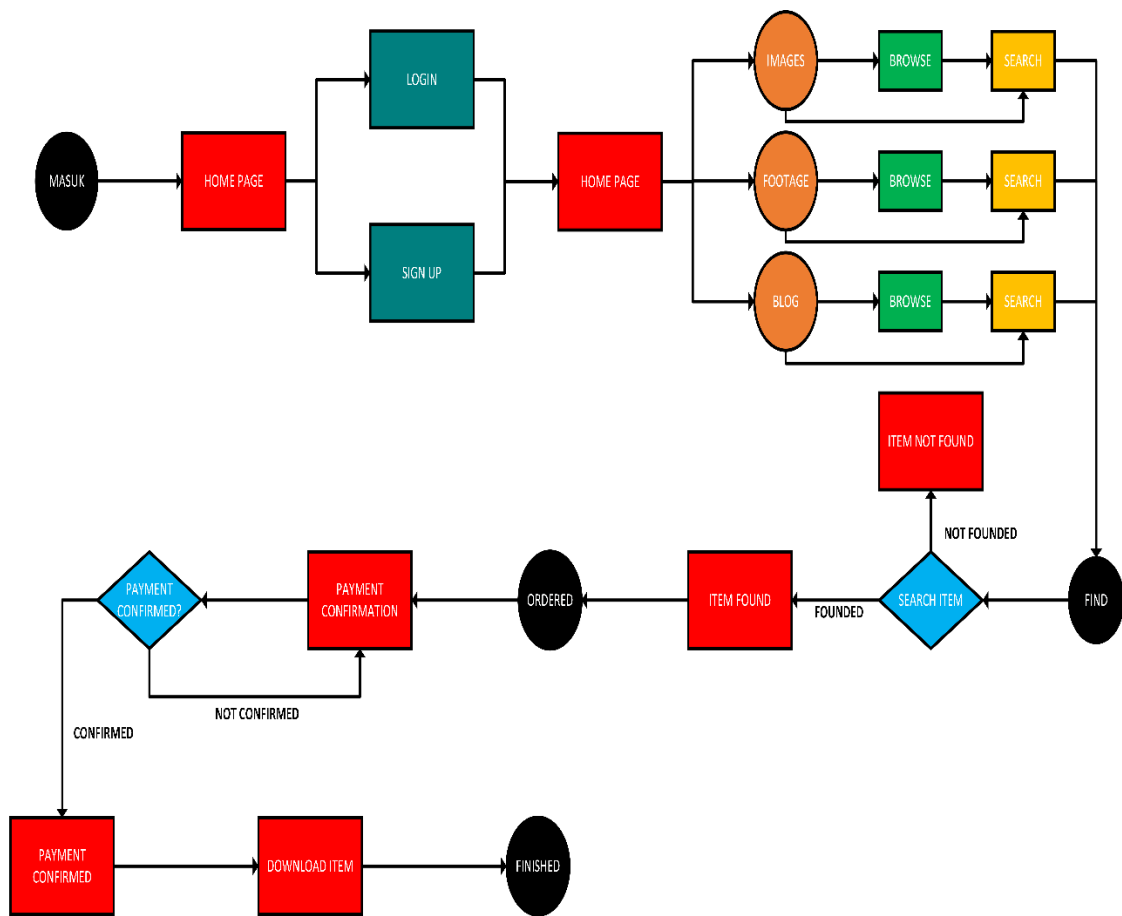 MASUK
HOME PAGE
LOGIN
SIGN UP
HOME PAGE
IMAGES
BROWSE
SEARCH
FOOTAGE
BROWSE
SEARCH
BLOG
BROWSE
SEARCH
ITEM NOT FOUND
NOT FOUNDED
FIND
SEARCH ITEM
FOUNDED
ITEM FOUND
ORDERED
PAYMENT
CONFIRMATION
PAYMENT
CONFIRMED?
NOT CONFIRMED
CONFIRMED
PAYMENT
CONFIRMED
DOWNLOAD ITEM
FINISHED